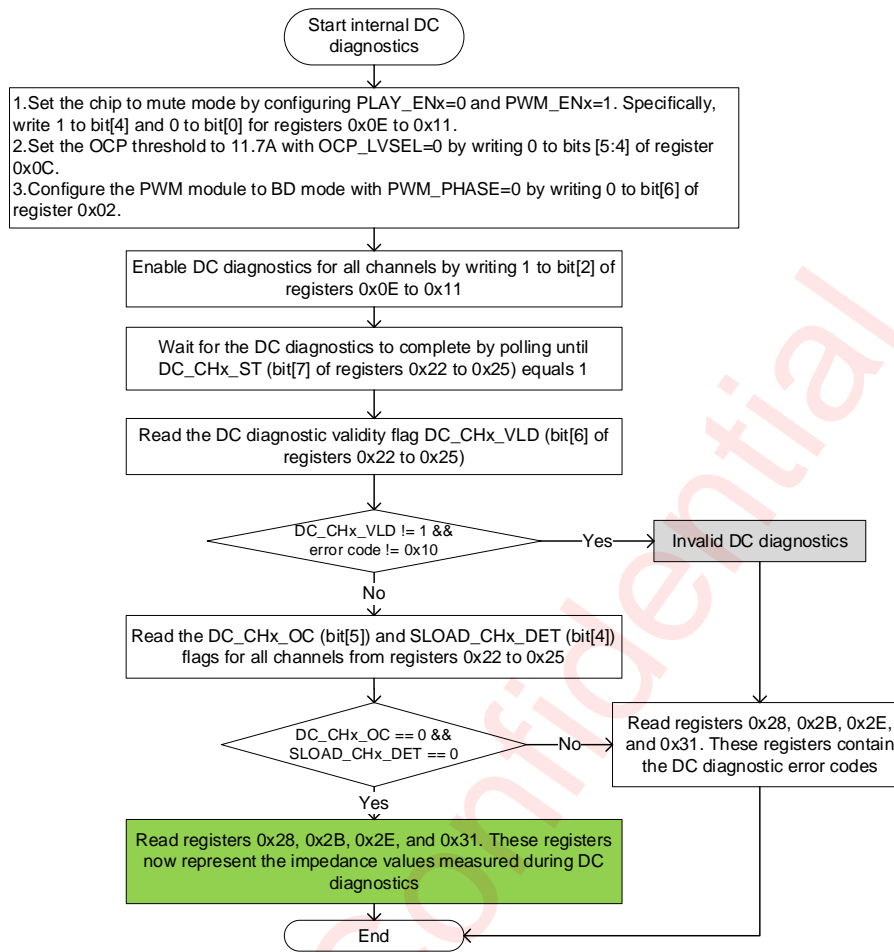 Start internal DC
diagnostics
1.Set the chip to mute mode by configuring PLAY_ENx=0 and PWM_ENx=1. Specifically,
write 1 to bit[4] and 0 to bit[0] for registers 0x0E to 0x11.
2.Set the OCP threshold to 11.7A with OCP_LVSEL=0 by writing 0 to bits [5:4] of register
0x0C.
3.Configure the PWM module to BD mode with PWM_PHASE=0 by writing 0 to bit[6] of
register 0x02.
Enable DC diagnostics for all channels by writing 1 to bit[2] of
registers 0x0E to 0x11
Wait for the DC diagnostics to complete by polling until
DC_CHx_ST (bit[7] of registers 0x22 to 0x25) equals 1
Read the DC diagnostic validity flag DC_CHx_VLD (bit[6] of
registers 0x22 to 0x25)
DC_CHx_VLD != 1 &&
error code != 0x10
Yes
Invalid DC diagnostics
No
Read the DC_CHx_OC (bit[5]) and SLOAD_CHx_DET (bit[4])
flags for all channels from registers 0x22 to 0x25
DC_CHx_OC == 0 &&
SLOAD_CHx_DET == 0
No
Read registers 0x28, 0x2B, 0x2E,
and 0x31. These registers contain
the DC diagnostic error codes
Yes
Read registers 0x28, 0x2B, 0x2E, and 0x31. These registers
now represent the impedance values measured during DC
diagnostics
End
Confidential